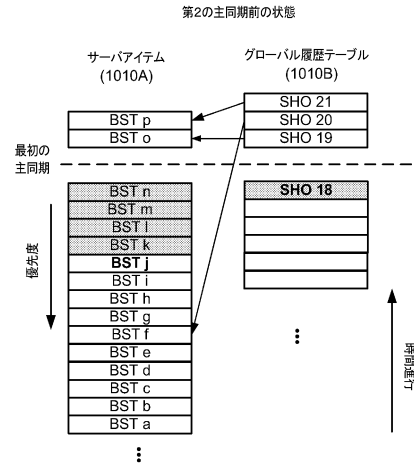 第2の主同期前の状態
サーバアイテム
(1010A)
グローバル履歴テーブル
(1010B)
SHO 21
SHO 20
SHO 19
BST p
BST o
最初の
主同期
BST n
BST m
BST l
BST k
BST j
BST i
BST h
BST g
BST f
BST e
BST d
BST c
BST b
BST a
SHO 18
優先度
時間進行